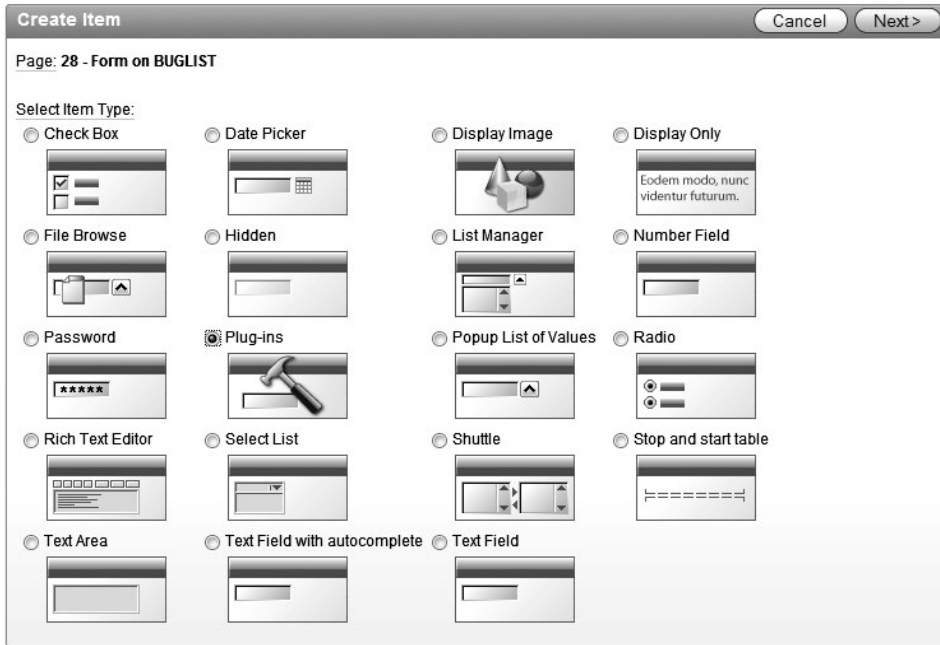 Create Item Cancel Next >
Page: 28 - Form on BUGLIST
Select Item Type:
Check Box Date Picker Display Image Display Only
Eodem modo, nunc
videntur futurum.
File Browse Hidden List Manager Number Field
Password Plug-ins Popup List of Values Radio
*****
Rich Text Editor Select List Shuttle Stop and start table
Text Area Text Field with autocomplete Text Field